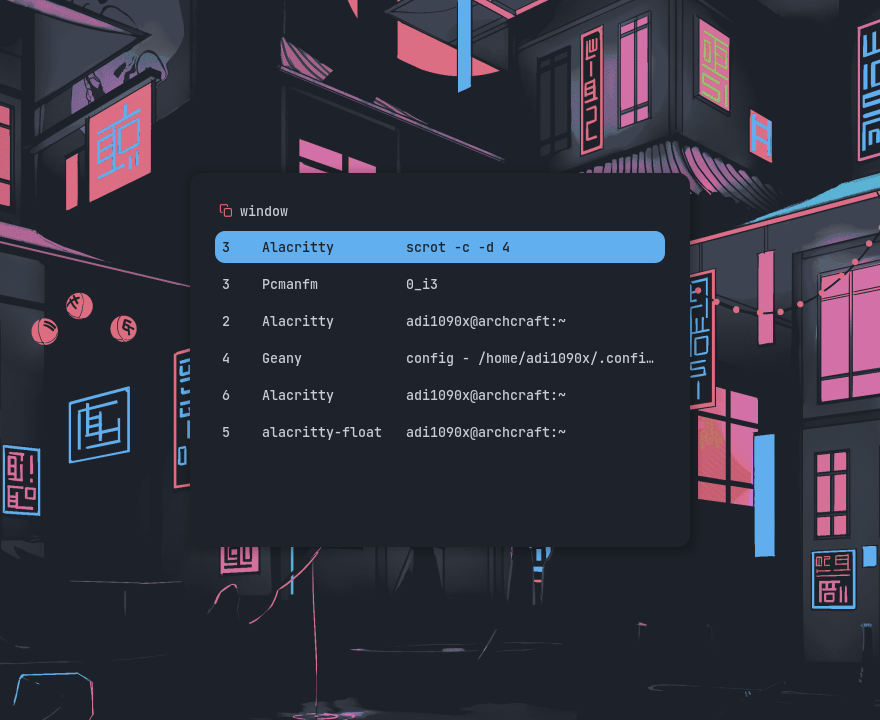 window
3 Alacritty scrot -c -d 4
3 Pcmanfm 0_i3
2 Alacritty adi1090x@archcraft:~
4 Geany config - /home/adi1090x/.confi…
6 Alacritty adi1090x@archcraft:~
5 alacritty-float adi1090x@archcraft:~